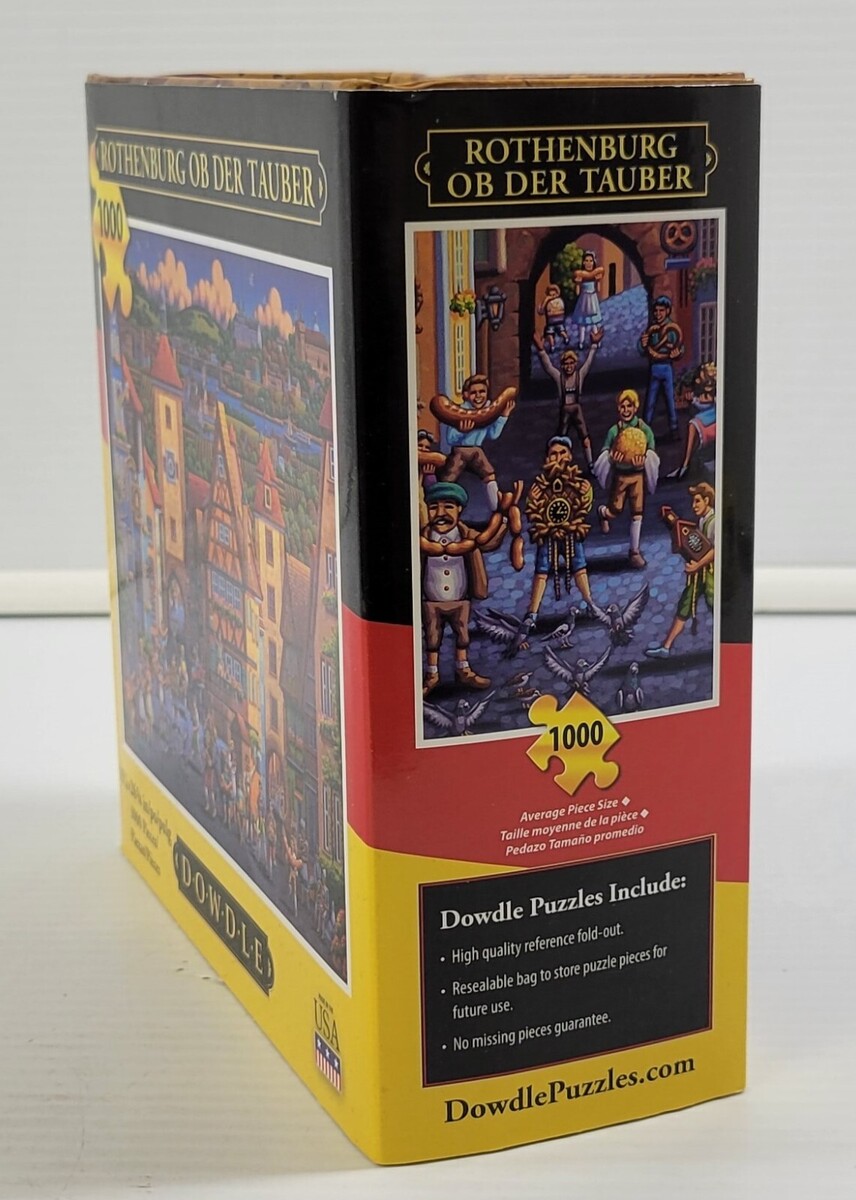 ROTHENBURG OB DER TAUBER
1000
DOWDLE
USA
ROTHENBURG
OB DER TAUBER
1000
Average Piece Size ◆
Taille moyenne de la pièce ◆
Pedazo Tamaño promedio
Dowdle Puzzles Include:
• High quality reference fold-out.
• Resealable bag to store puzzle pieces for
future use.
• No missing pieces guarantee.
DowdlePuzzles.com